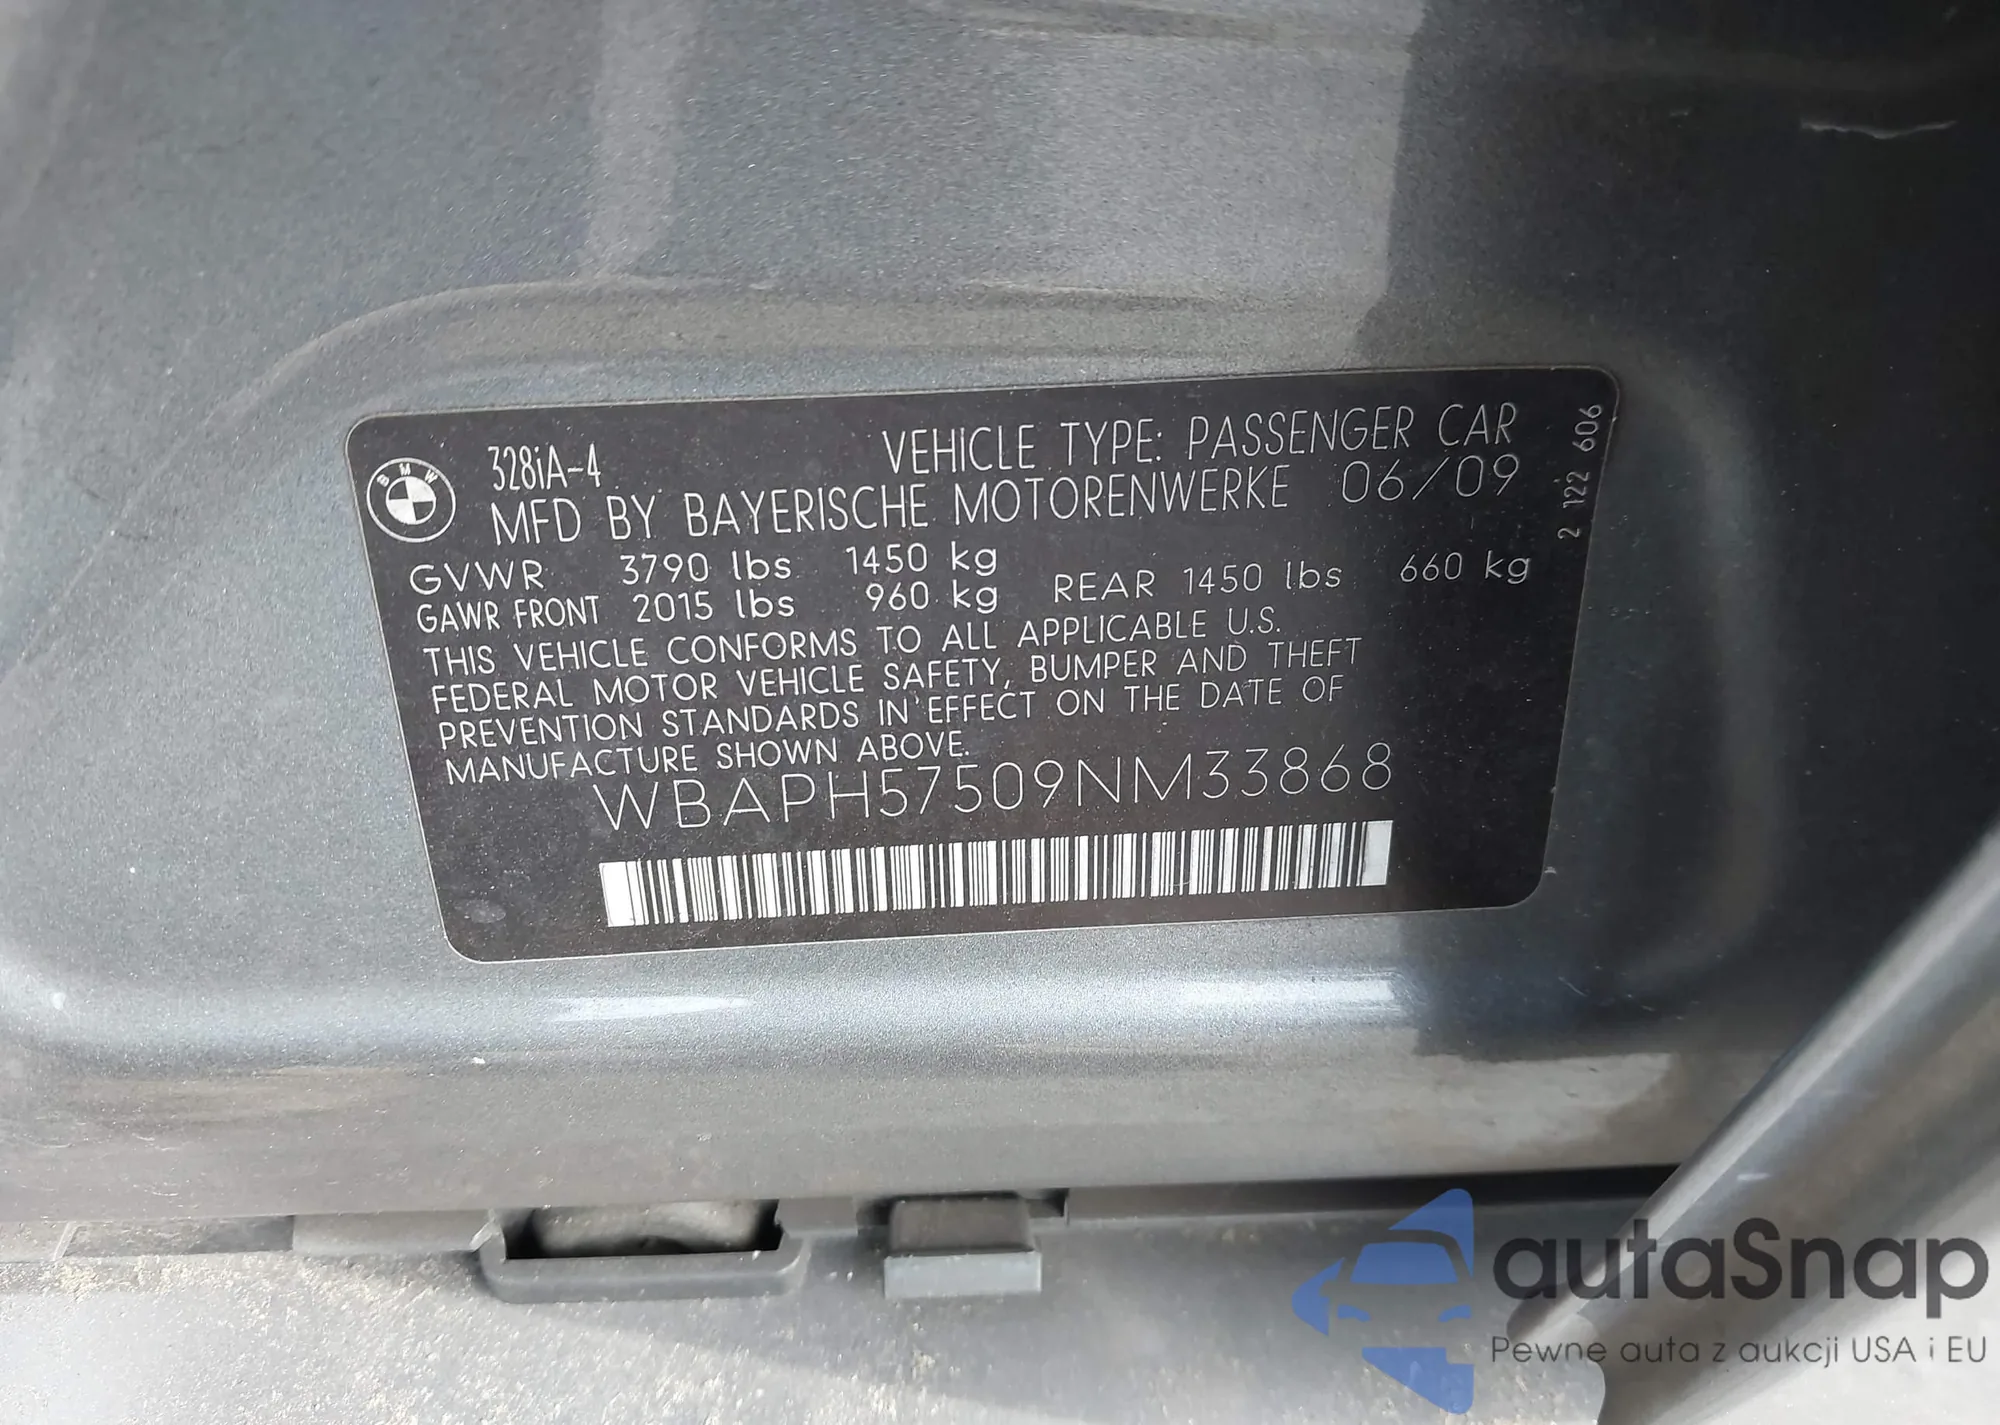 328iA-4 VEHICLE TYPE: PASSENGER CAR
MFD BY BAYERISCHE MOTORENWERKE 06/09
GVWR 3790 lbs 1450 kg
GAWR FRONT 2015 lbs 960 kg REAR 1450 lbs 660 kg
THIS VEHICLE CONFORMS TO ALL APPLICABLE U.S.
FEDERAL MOTOR VEHICLE SAFETY, BUMPER AND THEFT
PREVENTION STANDARDS IN EFFECT ON THE DATE OF
MANUFACTURE SHOWN ABOVE.
WBAPH57509NM33868
2 122 606
BMW
autaSnap
Pewne auta z aukcji USA i EU